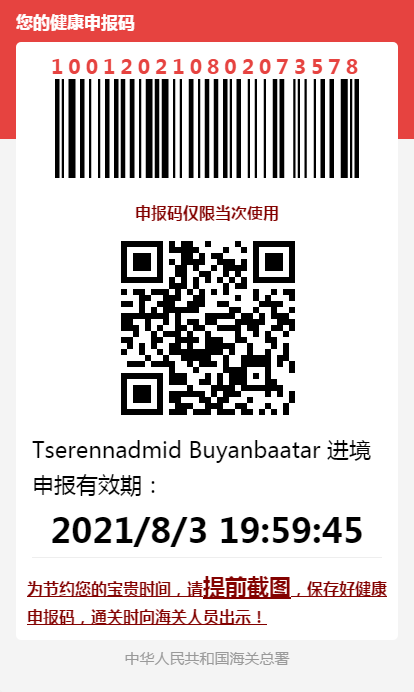 您的健康申报码
100120210802073578
申报码仅限当次使用
Tserennadmid Buyanbaatar 进境
申报有效期：
2021/8/3 19:59:45
为节约您的宝贵时间，请提前截图，保存好健康
申报码，通关时向海关人员出示！
中华人民共和国海关总署